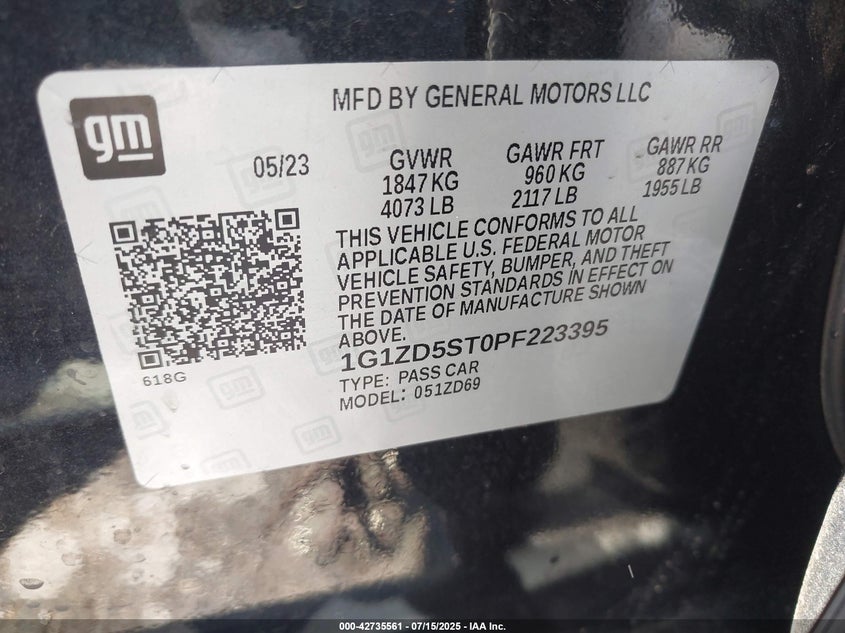 gm
MFD BY GENERAL MOTORS LLC
05/23
GVWR
1847 KG
4073 LB
GAWR FRT
960 KG
2117 LB
GAWR RR
887 KG
1955 LB
THIS VEHICLE CONFORMS TO ALL
APPLICABLE U.S. FEDERAL MOTOR
VEHICLE SAFETY, BUMPER, AND THEFT
PREVENTION STANDARDS IN EFFECT ON
THE DATE OF MANUFACTURE SHOWN
ABOVE.
1G1ZD5ST0PF223395
TYPE: PASS CAR
MODEL: 051ZD69
618G
000-42735561 - 07/15/2025 - IAA Inc.